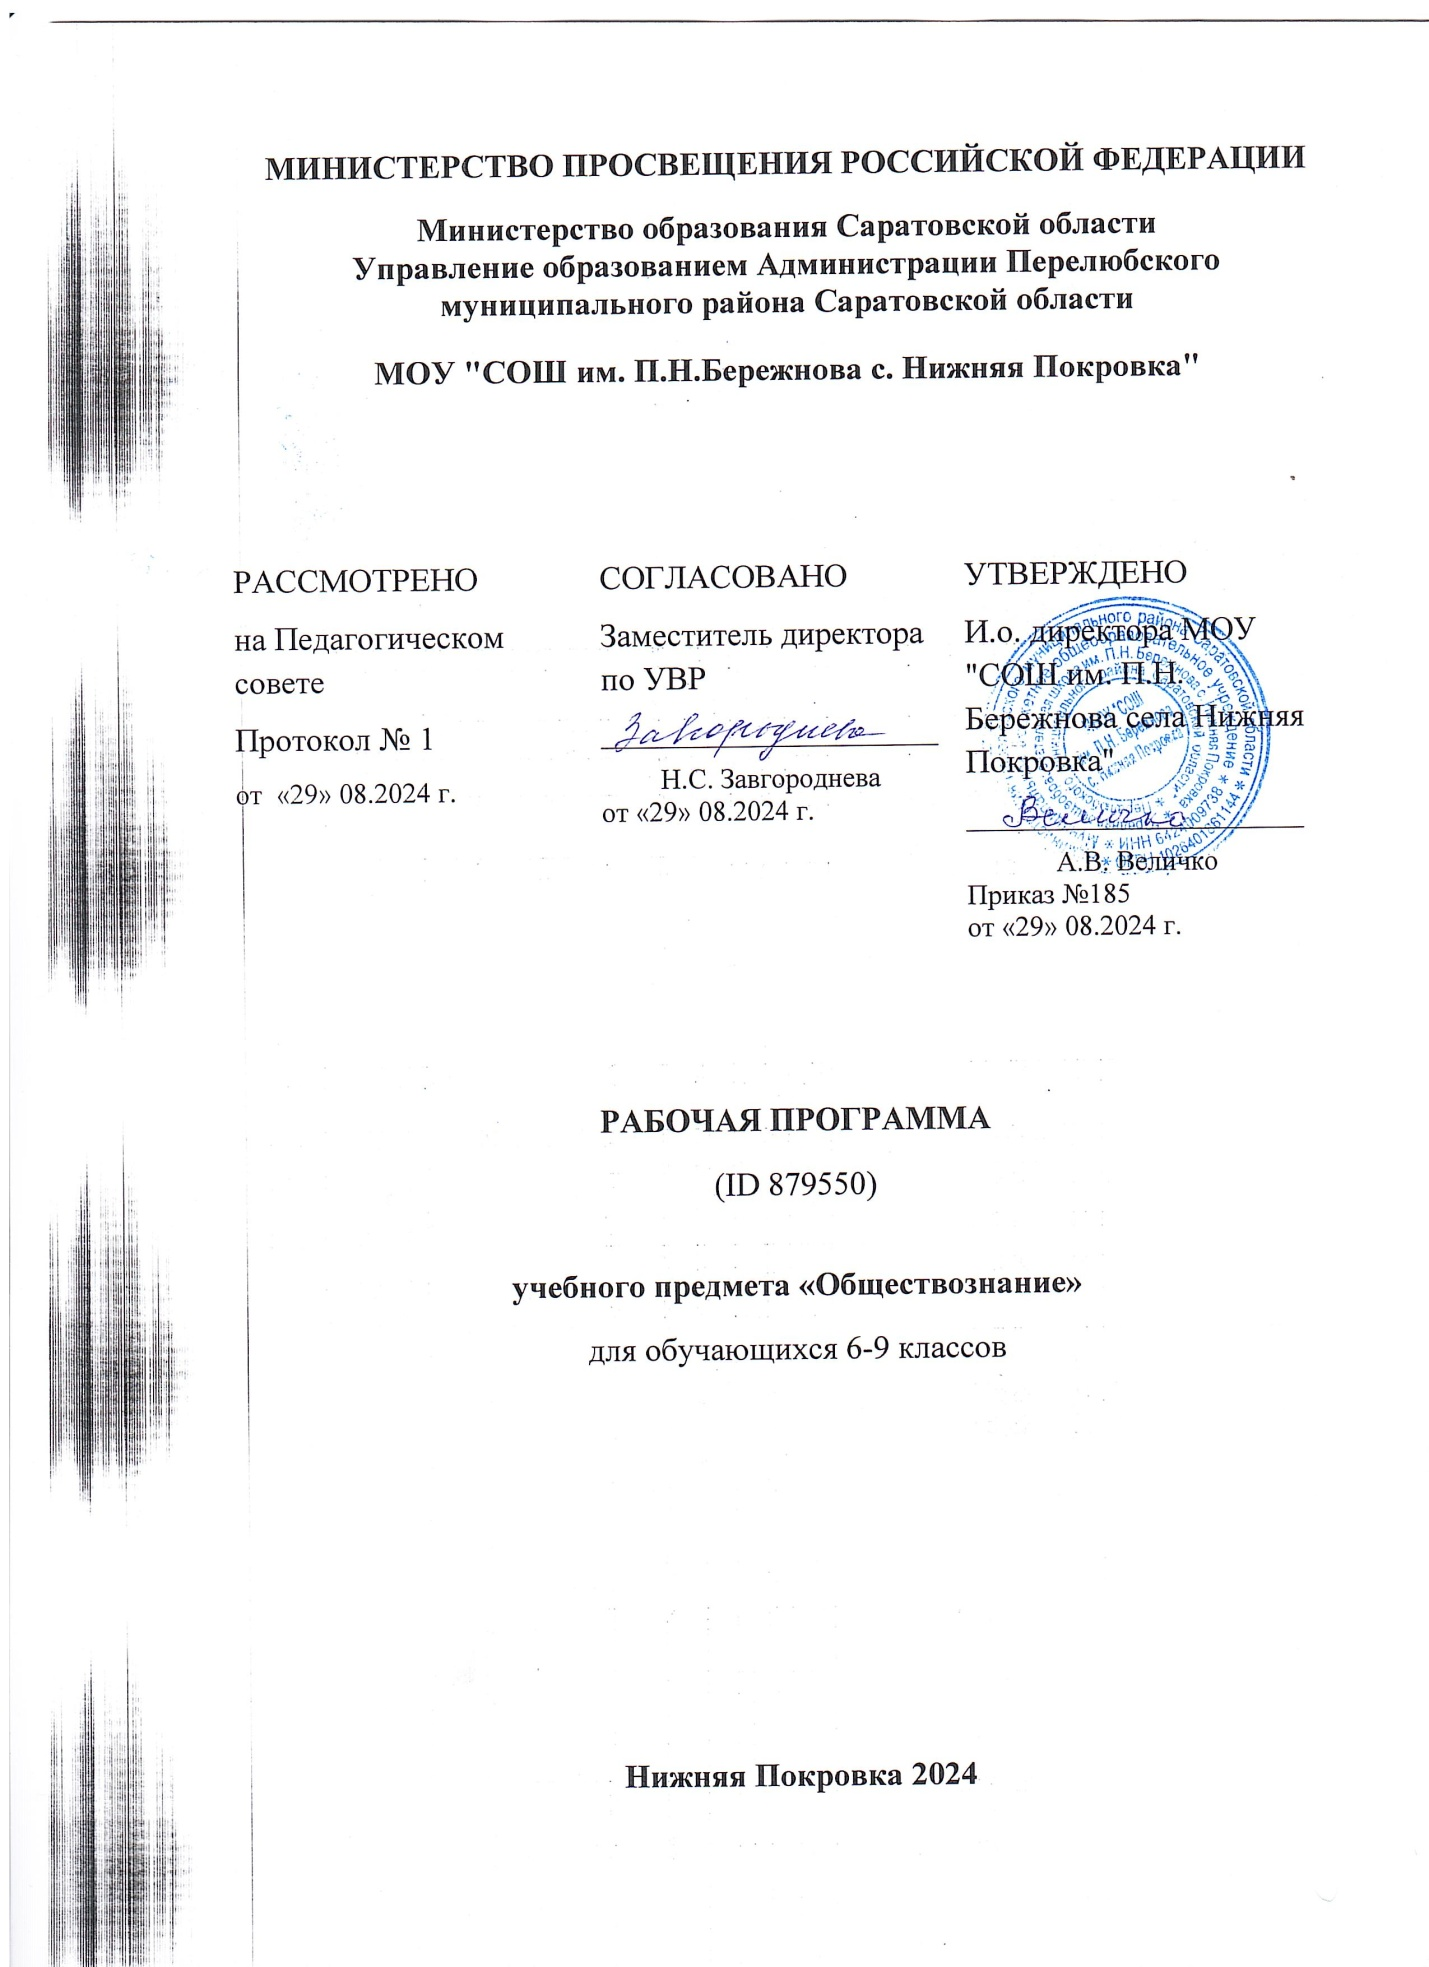 МИНИСТЕРСТВО ПРОСВЕЩЕНИЯ РОССИЙСКОЙ ФЕДЕРАЦИИ
Министерство образования Саратовской области
Управление образованием Администрации Перелюбского
муниципального района Саратовской области
МОУ "СОШ им. П.Н.Бережнова с. Нижняя Покровка"
РАССМОТРЕНО
на Педагогическом
совете
Протокол № 1
от «29» 08.2024 г.
СОГЛАСОВАНО
Заместитель директора
по УВР
Завгороднева
Н.С. Завгороднева
от «29» 08.2024 г.
УТВЕРЖДЕНО
И.о. директора МОУ
"СОШ им. П.Н.
Бережнова села Нижняя
Покровка"
Величко
А.В. Величко
Приказ №185
от «29» 08.2024 г.
РАБОЧАЯ ПРОГРАММА
(ID 879550)
учебного предмета «Обществознание»
для обучающихся 6-9 классов
Нижняя Покровка 2024